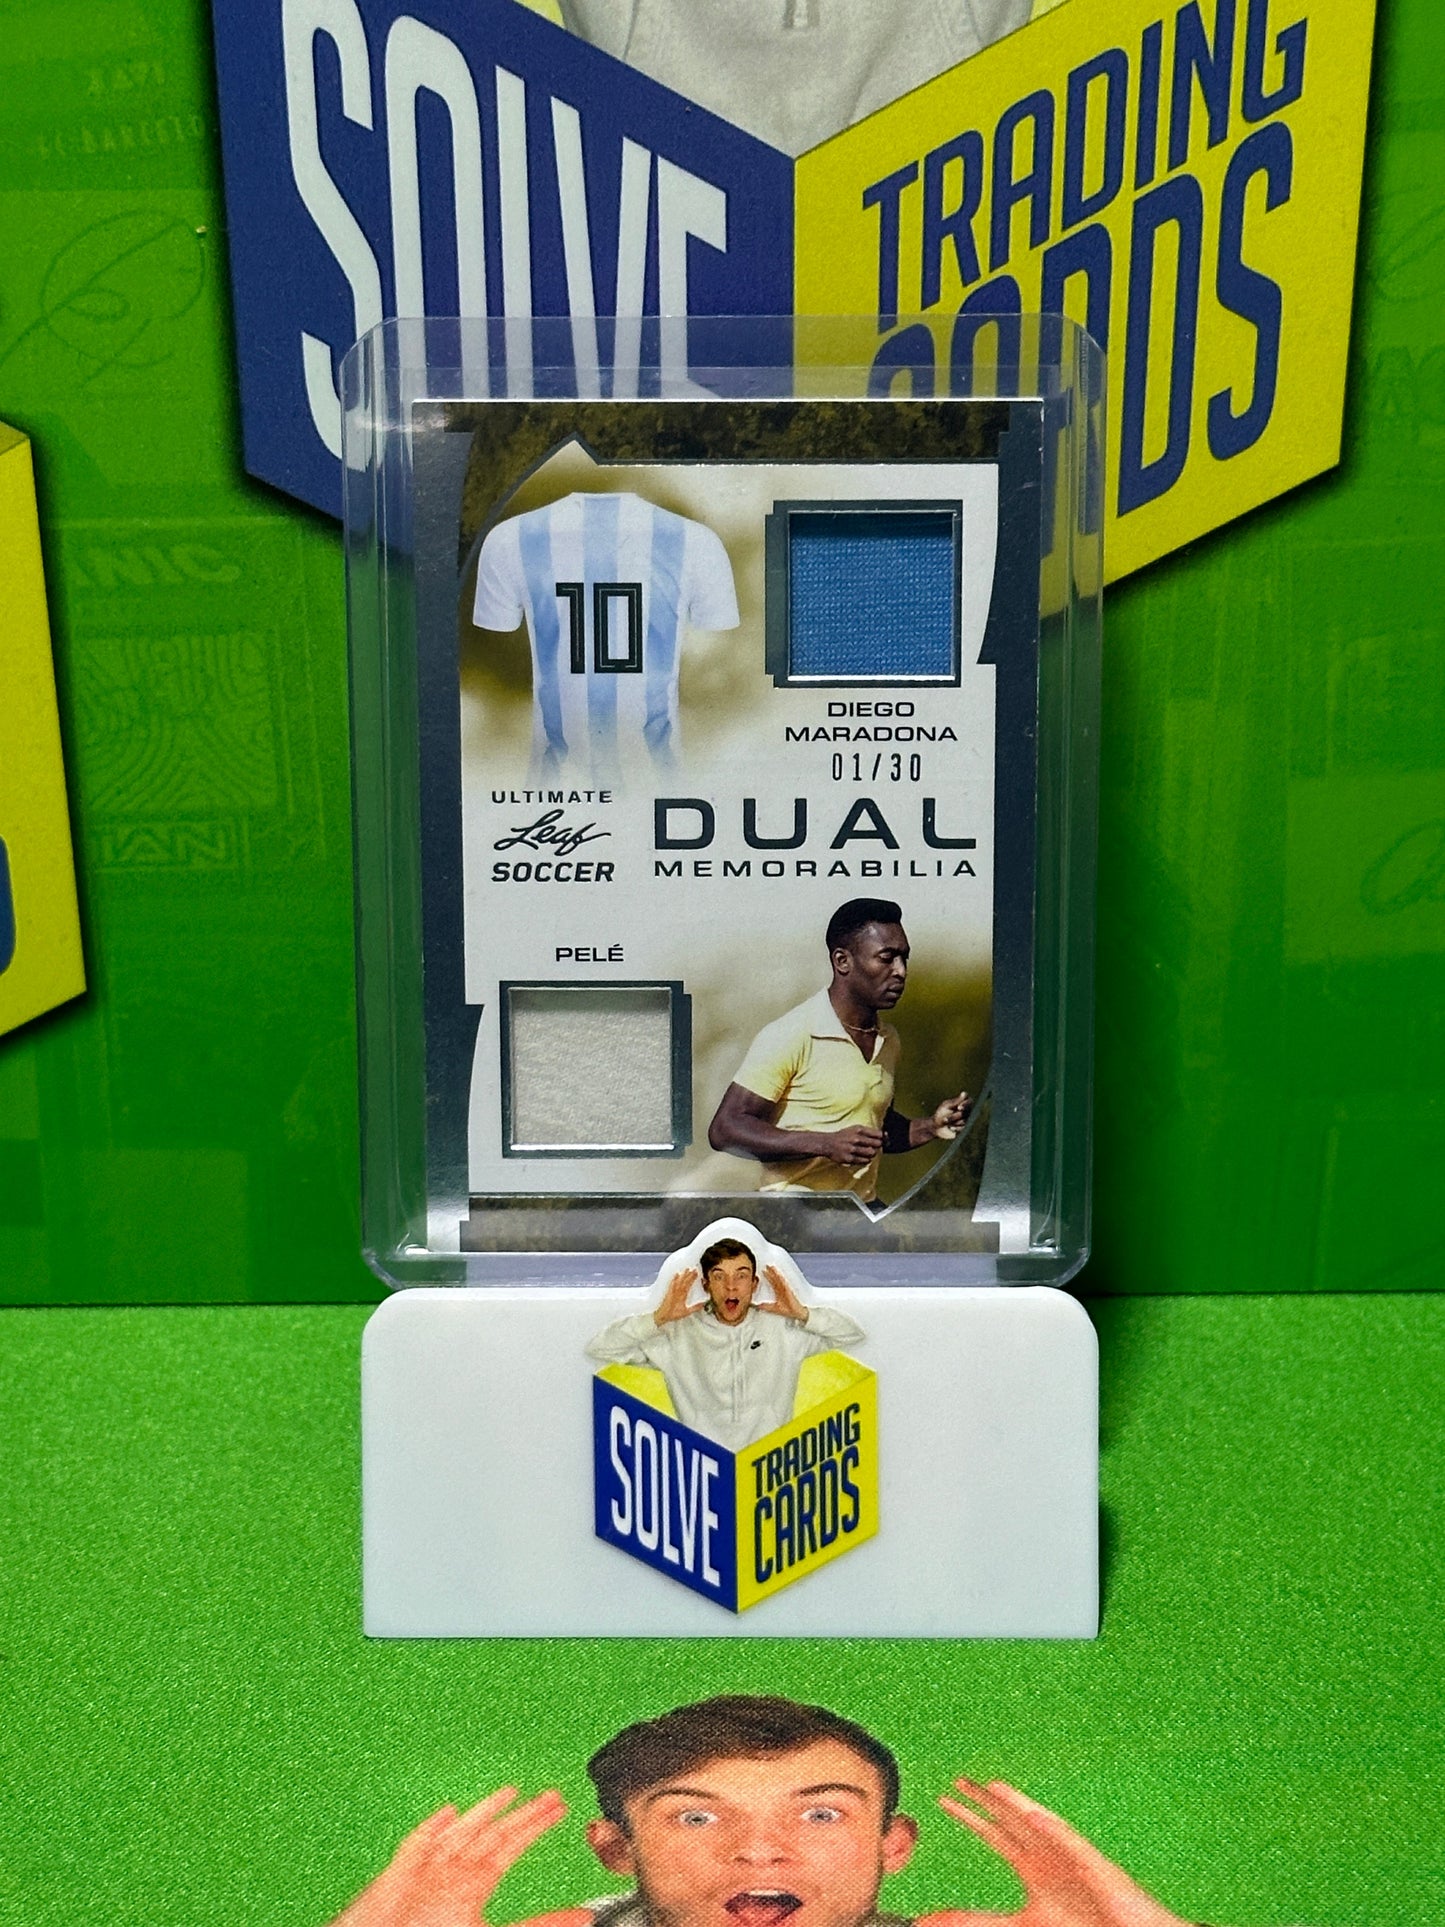 SOLVE
TRADING
CARDS
10
DIEGO
MARADONA
01/30
ULTIMATE
Leaf
SOCCER
DUAL
MEMORABILIA
PELÉ
SOLVE
TRADING
CARDS